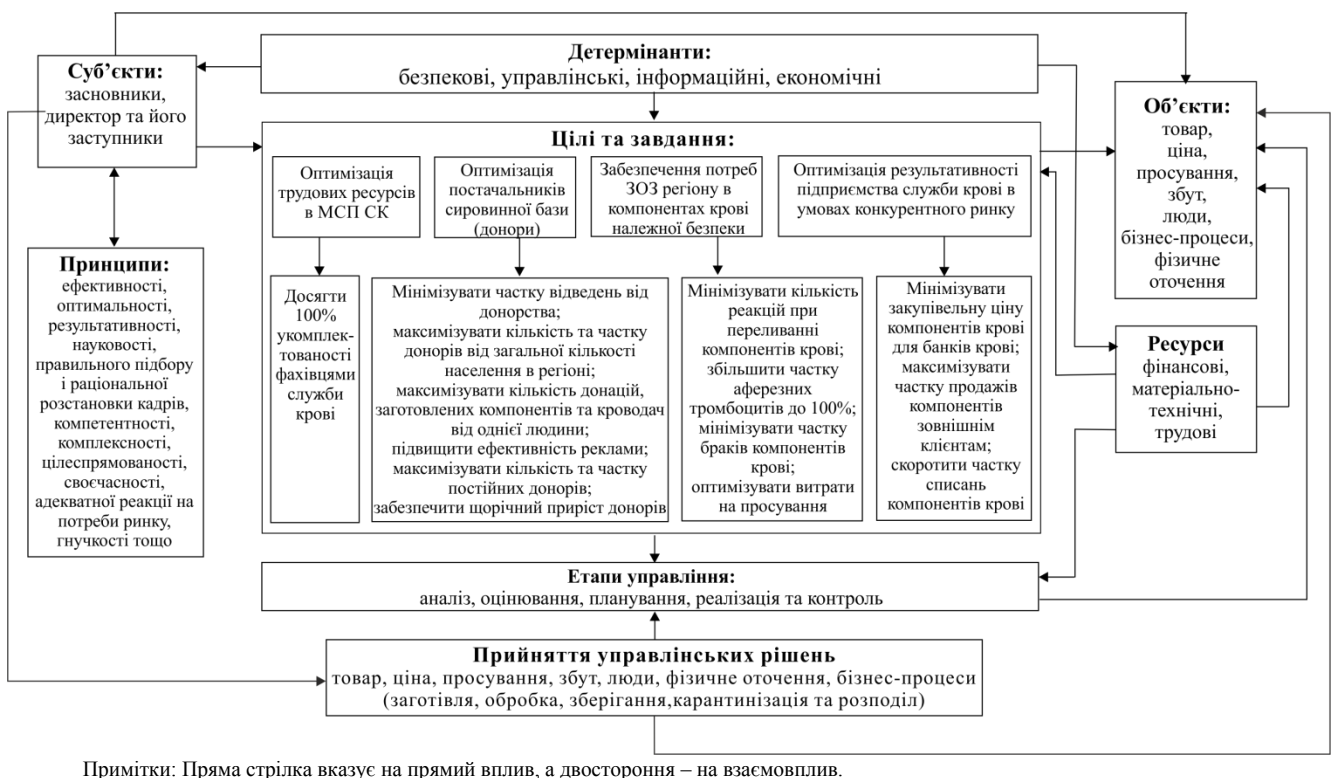 Детермінанти:
безпекові, управлінські, інформаційні, економічні
Суб’єкти:
засновники,
директор та його
заступники
Принципи:
ефективності,
оптимальності,
результативності,
науковості,
правильного підбору
і раціональної
розстановки кадрів,
компетентності,
комплексності,
цілеспрямованості,
своєчасності,
адекватної реакції на
потреби ринку,
гнучкості тощо
Цілі та завдання:
Оптимізація
трудових ресурсів
в МСП СК
Оптимізація
постачальників
сировинної бази
(донори)
Забезпечення потреб
ЗОЗ регіону в
компонентах крові
належної безпеки
Оптимізація результативності
підприємства служби крові в
умовах конкурентного ринку
Досягти
100%
укомплек-
тованості
фахівцями
служби
крові
Мінімізувати частку відведень від
донорства;
максимізувати кількість та частку
донорів від загальної кількості
населення в регіоні;
максимізувати кількість донацій,
заготовлених компонентів та кроводач
від однієї людини;
підвищити ефективність реклами;
максимізувати кількість та частку
постійних донорів;
забезпечити щорічний приріст донорів
Мінімізувати кількість
реакцій при
переливанні
компонентів крові;
збільшити частку
аферезних
тромбоцитів до 100%;
мінімізувати частку
браків компонентів
крові;
оптимізувати витрати
на просування
Мінімізувати
закупівельну ціну
компонентів крові
для банків крові;
максимізувати
частку продажів
компонентів
зовнішнім
клієнтам;
скоротити частку
списань
компонентів крові
Об’єкти:
товар,
ціна,
просування,
збут,
люди,
бізнес-процеси,
фізичне
оточення
Ресурси
фінансові,
матеріально-
технічні,
трудові
Етапи управління:
аналіз, оцінювання, планування, реалізація та контроль
Прийняття управлінських рішень
товар, ціна, просування, збут, люди, фізичне оточення, бізнес-процеси
(заготівля, обробка, зберігання,карантинізація та розподіл)
Примітки: Пряма стрілка вказує на прямий вплив, а двостороння – на взаємовплив.